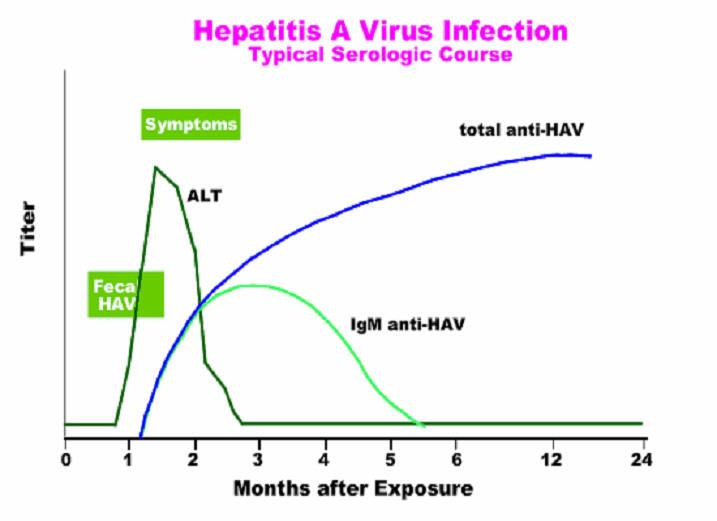 Hepatitis A Virus Infection
Typical Serologic Course
Symptoms
total anti-HAV
ALT
Titer
Fecal
HAV
IgM anti-HAV
0 1 2 3 4 5 6 12 24
Months after Exposure